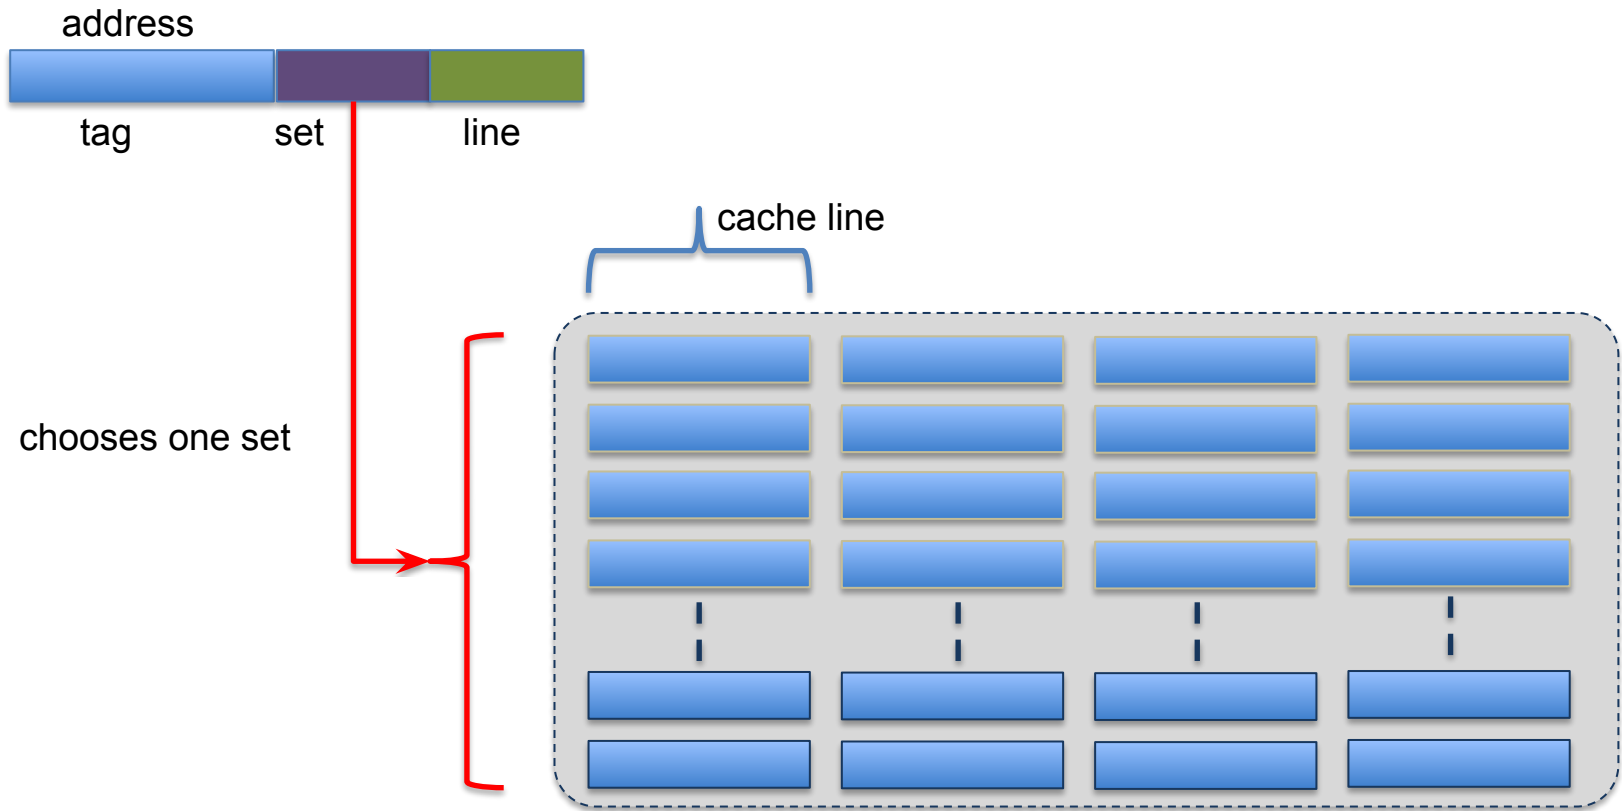 address
tag
set
line
cache line
chooses one set